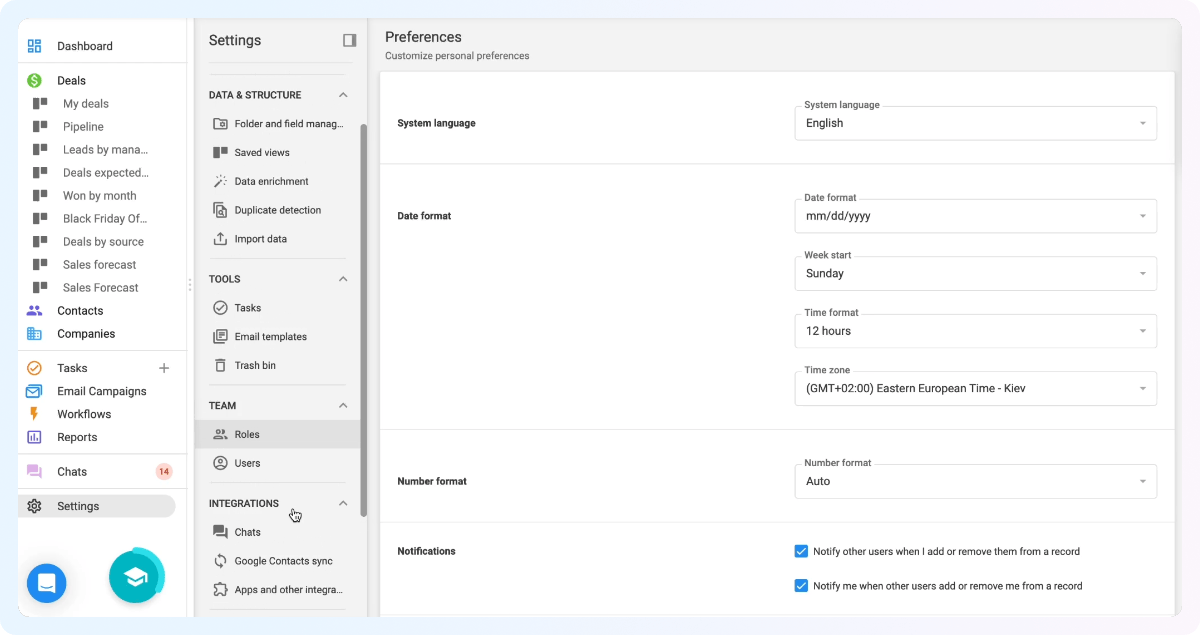 Dashboard
Deals
My deals
Pipeline
Leads by mana...
Deals expected...
Won by month
Black Friday Of...
Deals by source
Sales forecast
Sales Forecast
Contacts
Companies
Tasks
Email Campaigns
Workflows
Reports
Chats 14
Settings
Settings
DATA & STRUCTURE
Folder and field manag...
Saved views
Data enrichment
Duplicate detection
Import data
TOOLS
Tasks
Email templates
Trash bin
TEAM
Roles
Users
INTEGRATIONS
Chats
Google Contacts sync
Apps and other integra...
Preferences
Customize personal preferences
System language
System language
English
Date format
Date format
mm/dd/yyyy
Week start
Sunday
Time format
12 hours
Time zone
(GMT+02:00) Eastern European Time - Kiev
Number format
Number format
Auto
Notifications
Notify other users when I add or remove them from a record
Notify me when other users add or remove me from a record